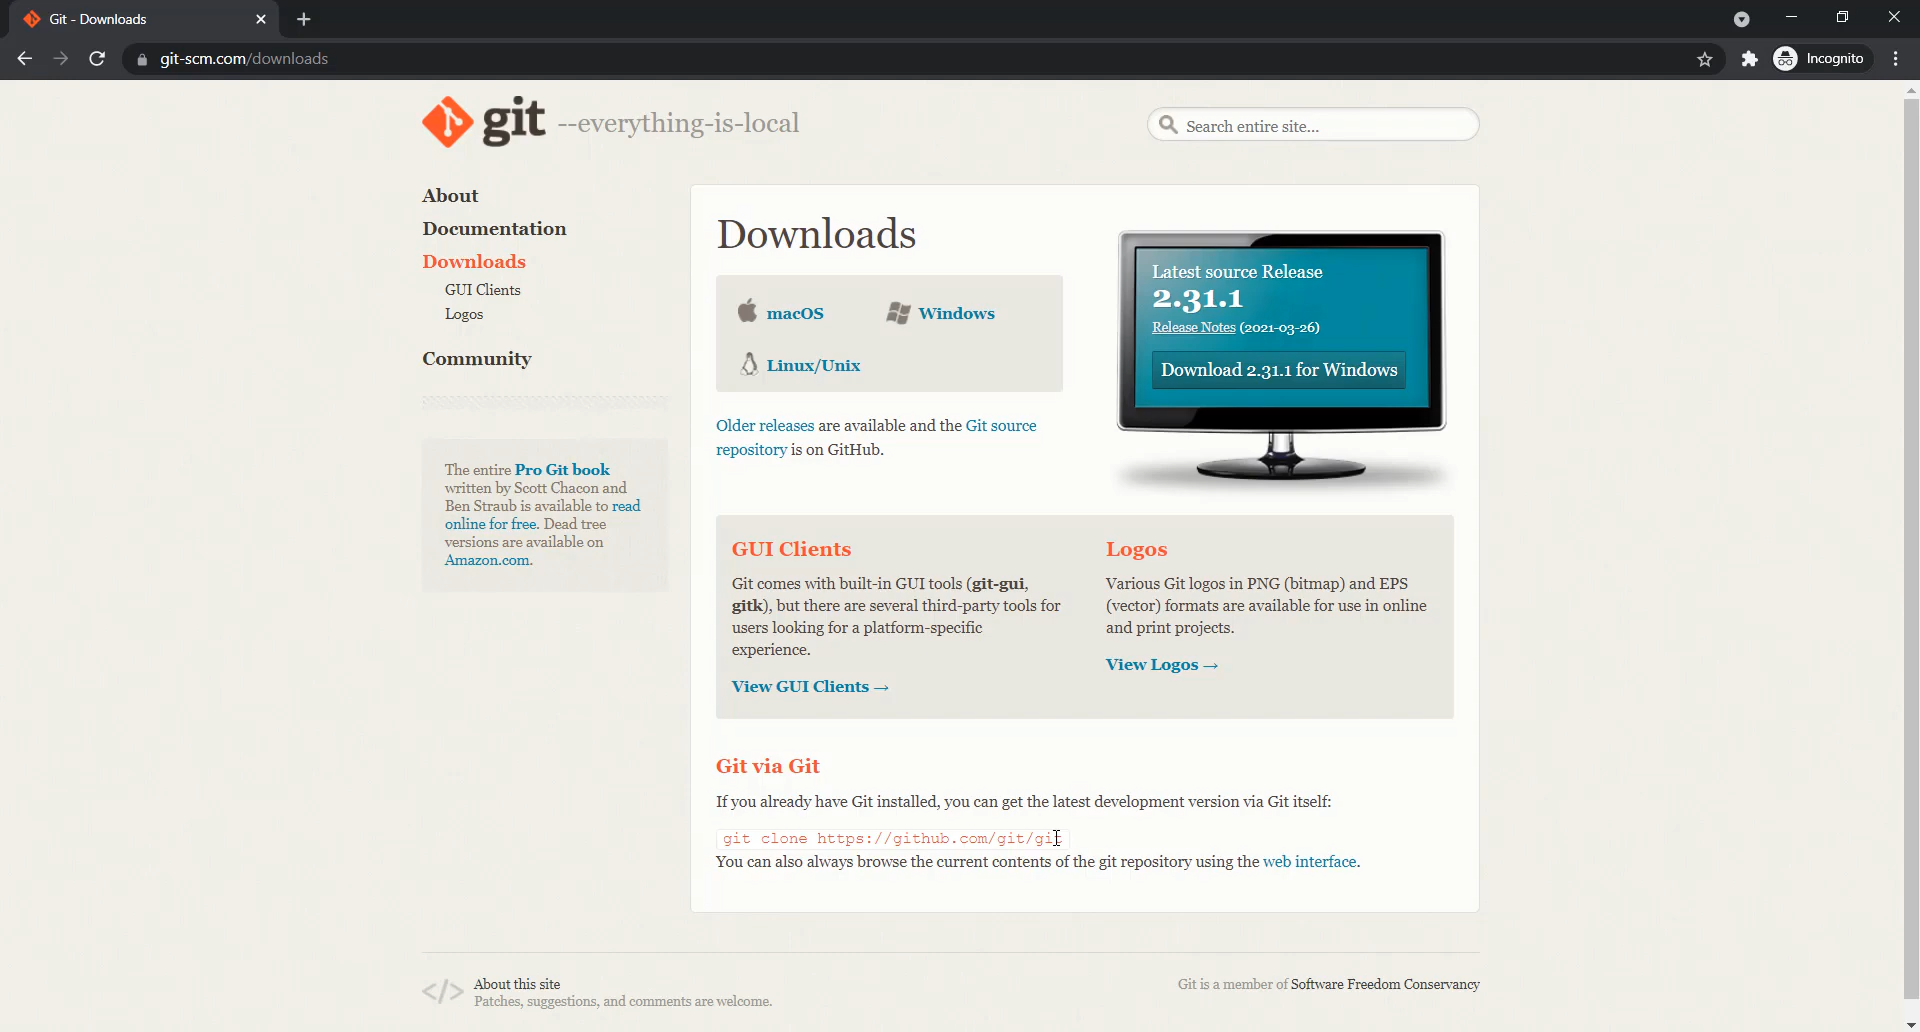 Git - Downloads
git-scm.com/downloads
Incognito
git --everything-is-local
Search entire site...
About
Documentation
Downloads
GUI Clients
Logos
Community
The entire Pro Git book
written by Scott Chacon and
Ben Straub is available to read
online for free. Dead tree
versions are available on
Amazon.com.
Downloads
macOS
Windows
Linux/Unix
Older releases are available and the Git source
repository is on GitHub.
Latest source Release
2.31.1
Release Notes (2021-03-26)
Download 2.31.1 for Windows
GUI Clients
Git comes with built-in GUI tools (git-gui,
gitk), but there are several third-party tools for
users looking for a platform-specific
experience.
View GUI Clients →
Logos
Various Git logos in PNG (bitmap) and EPS
(vector) formats are available for use in online
and print projects.
View Logos →
Git via Git
If you already have Git installed, you can get the latest development version via Git itself:
git clone https://github.com/git/git
You can also always browse the current contents of the git repository using the web interface.
</> About this site
Patches, suggestions, and comments are welcome.
Git is a member of Software Freedom Conservancy